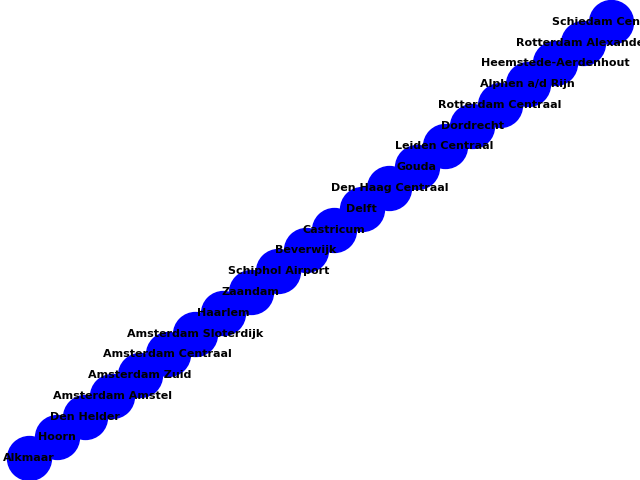 Schiedam Cen
Rotterdam Alexande
Heemstede-Aerdenhout
Alphen a/d Rijn
Rotterdam Centraal
Dordrecht
Leiden Centraal
Gouda
Den Haag Centraal
Delft
Castricum
Beverwijk
Schiphol Airport
Zaandam
Haarlem
Amsterdam Sloterdijk
Amsterdam Centraal
Amsterdam Zuid
Amsterdam Amstel
Den Helder
Hoorn
Alkmaar